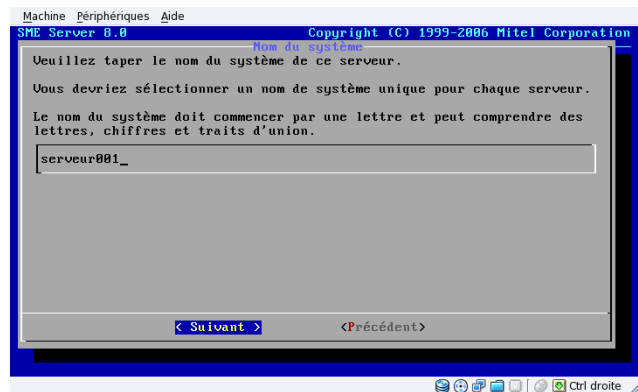 Machine Périphériques Aide
SME Server 8.0 Copyright (C) 1999-2006 Mitel Corporation
Nom du système
Veuillez taper le nom du système de ce serveur.
Vous devriez sélectionner un nom de système unique pour chaque serveur.
Le nom du système doit commencer par une lettre et peut comprendre des
lettres, chiffres et traits d'union.
serveur001_
< Suivant > <Précédent>
Ctrl droite